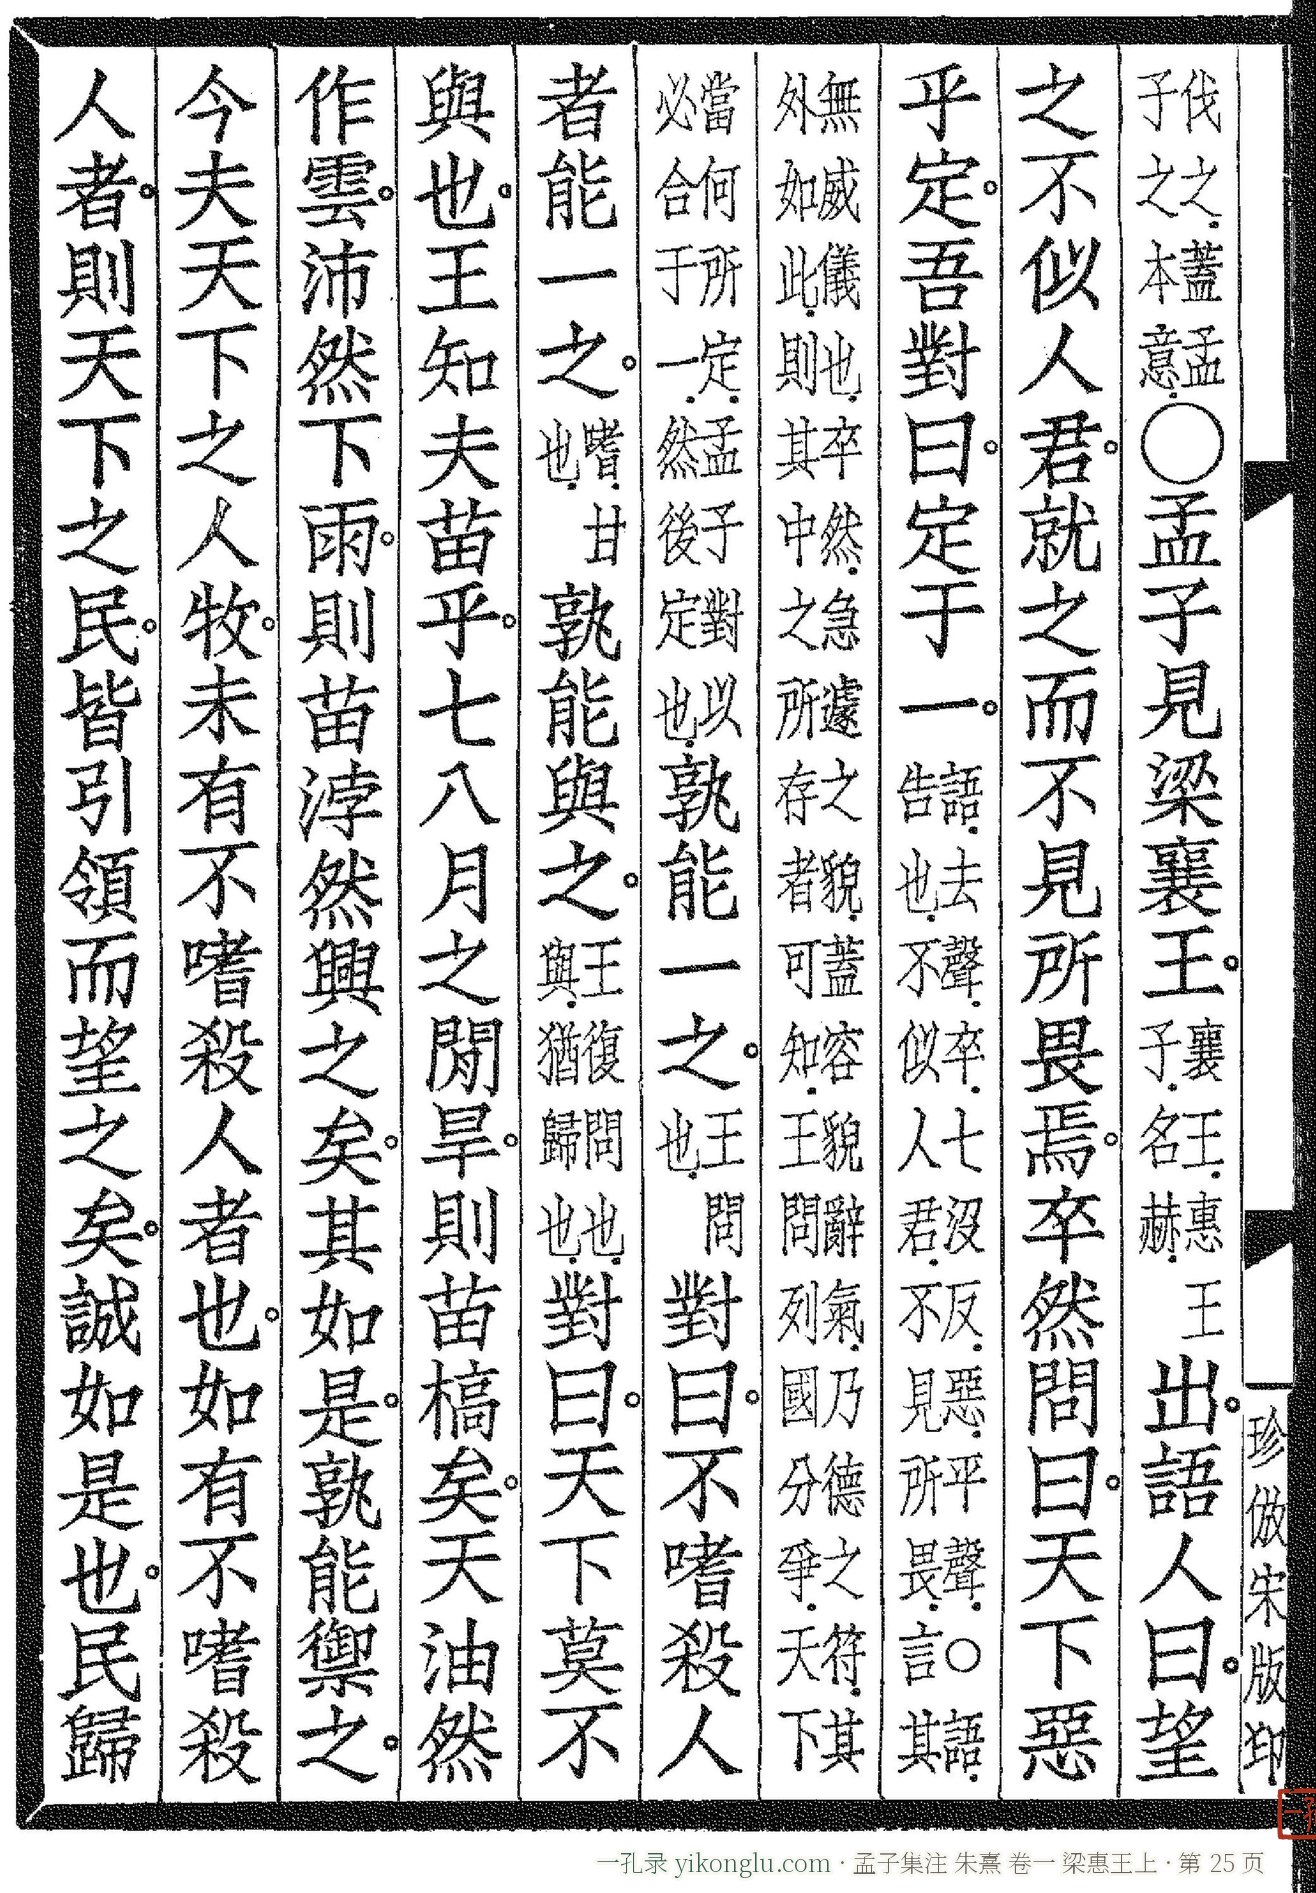 珍倣宋版印
伐之.蓋孟子之本意.○孟子見梁襄王。襄王.惠王子.名赫.出。語人曰。望
之不似人君。就之而不見所畏焉。卒然問曰。天下惡
乎定。吾對曰。定于一。語.去聲.卒.七沒反.惡.平聲.○語.告也.不似人君.不見所畏.言其
無威儀也.卒然.急遽之貌.蓋容貌辭氣.乃德之符.其外如此.則其中之所存者可知.王問列國分爭.天下
當何所定.孟子對以必合于一.然後定也.孰能一之。王問也.對曰。不嗜殺人
者能一之。嗜.甘也.孰能與之。王復問也.與.猶歸也.對曰。天下莫不
與也。王知夫苗乎。七八月之閒旱。則苗槁矣。天油然
作雲。沛然下雨。則苗浡然興之矣。其如是。孰能禦之。
今夫天下之人牧。未有不嗜殺人者也。如有不嗜殺
人者。則天下之民。皆引領而望之矣。誠如是也。民歸
一孔录 yikonglu.com · 孟子集注 朱熹 卷一 梁惠王上 · 第 25 页